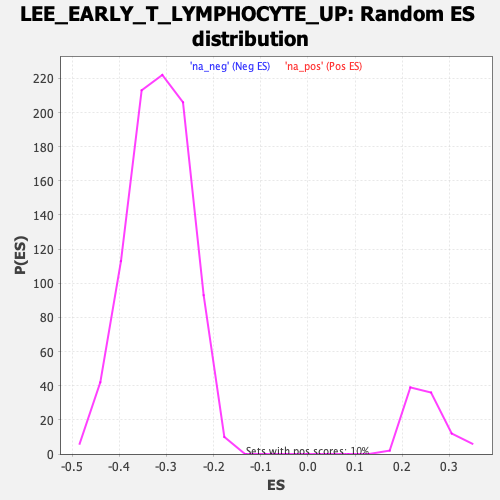 LEE_EARLY_T_LYMPHOCYTE_UP: Random ES
distribution
'na_neg' (Neg ES) 'na_pos' (Pos ES)
220
200
180
160
140
120
100
80
60
40
20
0
P(ES)
Sets with pos scores: 10%
-0.5 -0.4 -0.3 -0.2 -0.1 0.0 0.1 0.2 0.3
ES